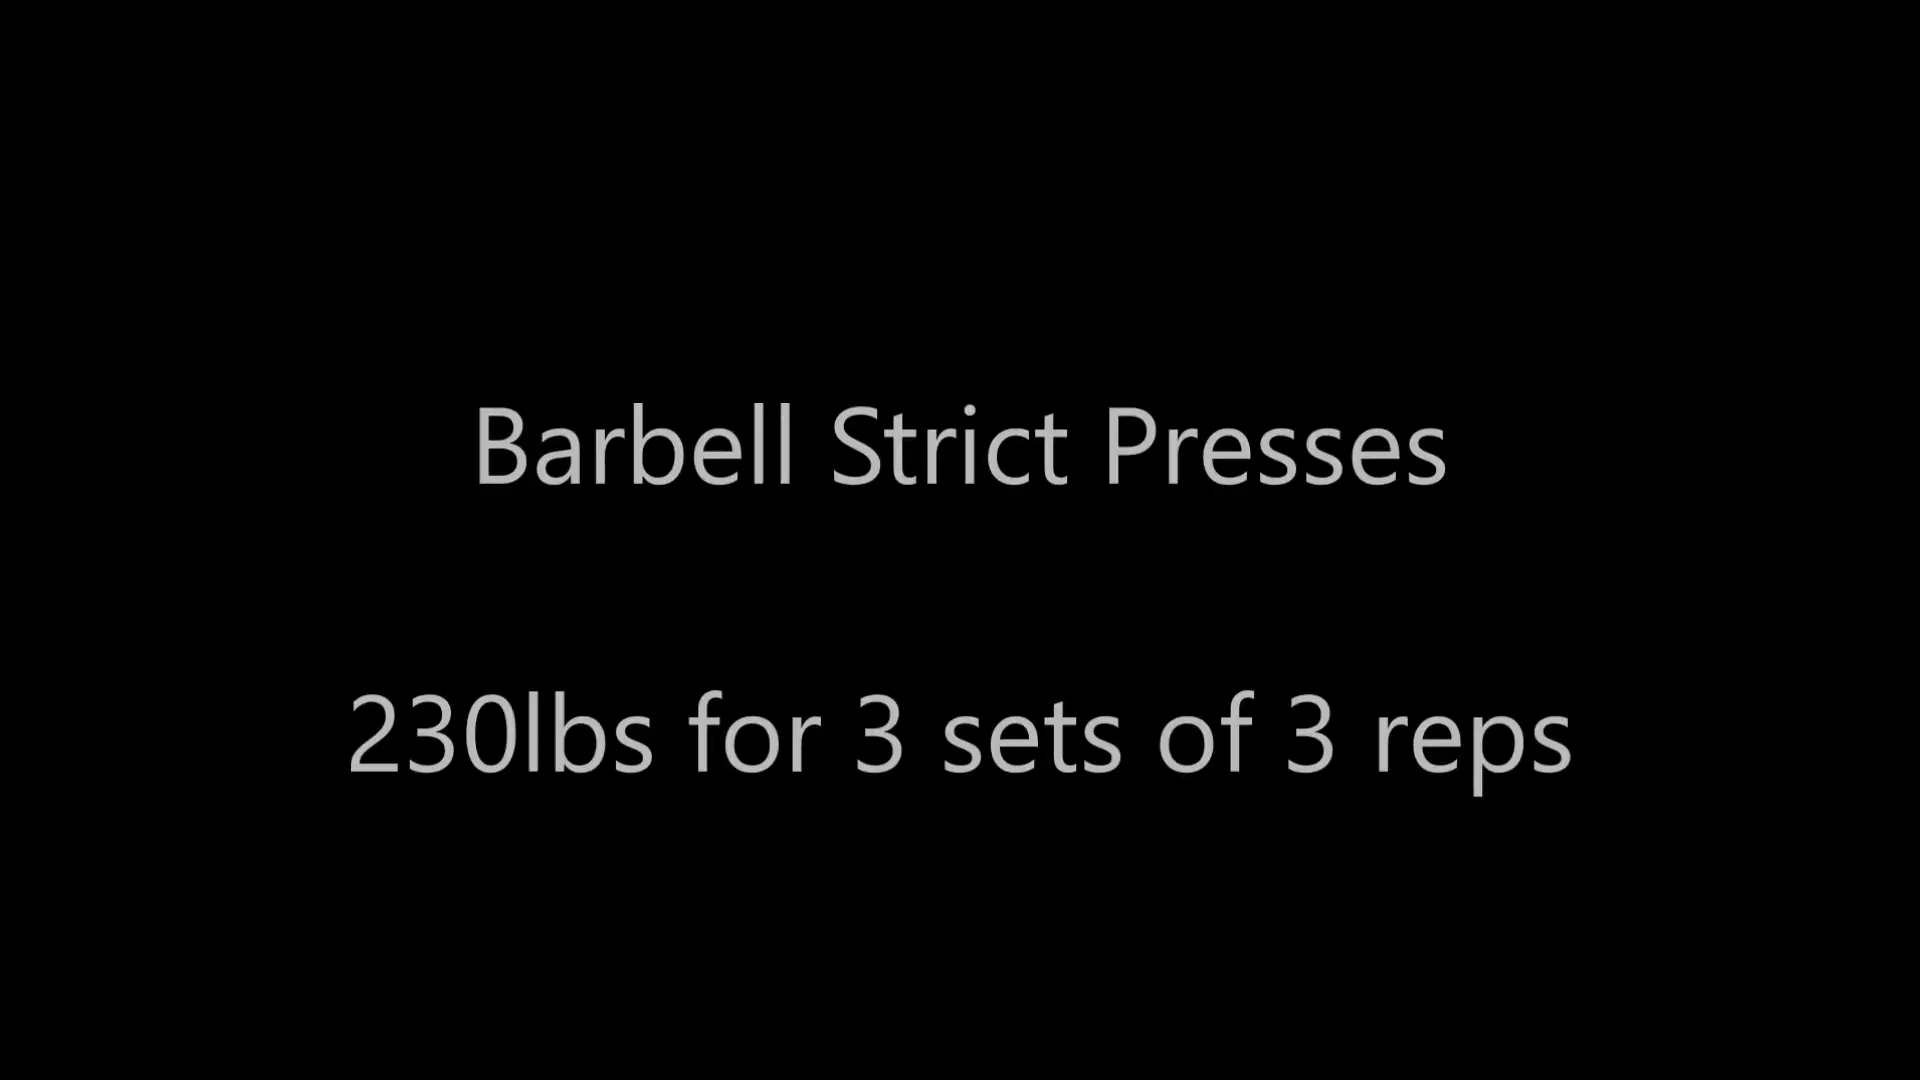 Barbell Strict Presses
230lbs for 3 sets of 3 reps